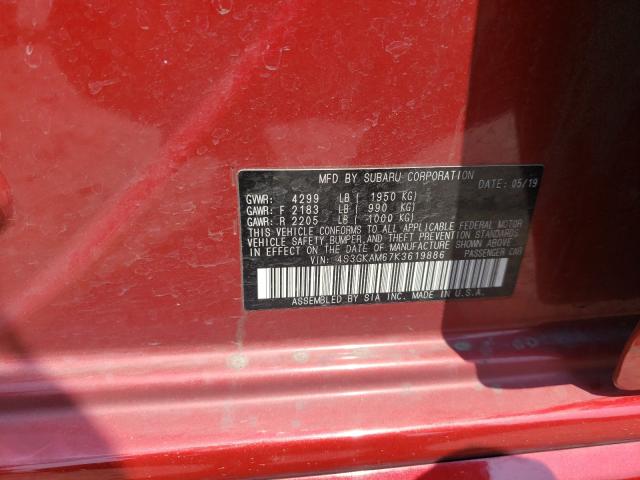 MFD BY SUBARU CORPORATION
DATE: 05/19
GVWR: 4299 LB ( 1950 KG)
GAWR: F 2183 LB ( 990 KG)
GAWR: R 2205 LB ( 1000 KG)
THIS VEHICLE CONFORMS TO ALL APPLICABLE FEDERAL MOTOR
VEHICLE SAFETY, BUMPER, AND THEFT PREVENTION STANDARDS
IN EFFECT ON THE DATE OF MANUFACTURE SHOWN ABOVE.
VIN: 4S3GKAM67K3619886 PASSENGER CAR
ASSEMBLED BY SIA INC. MADE IN U.S.A.